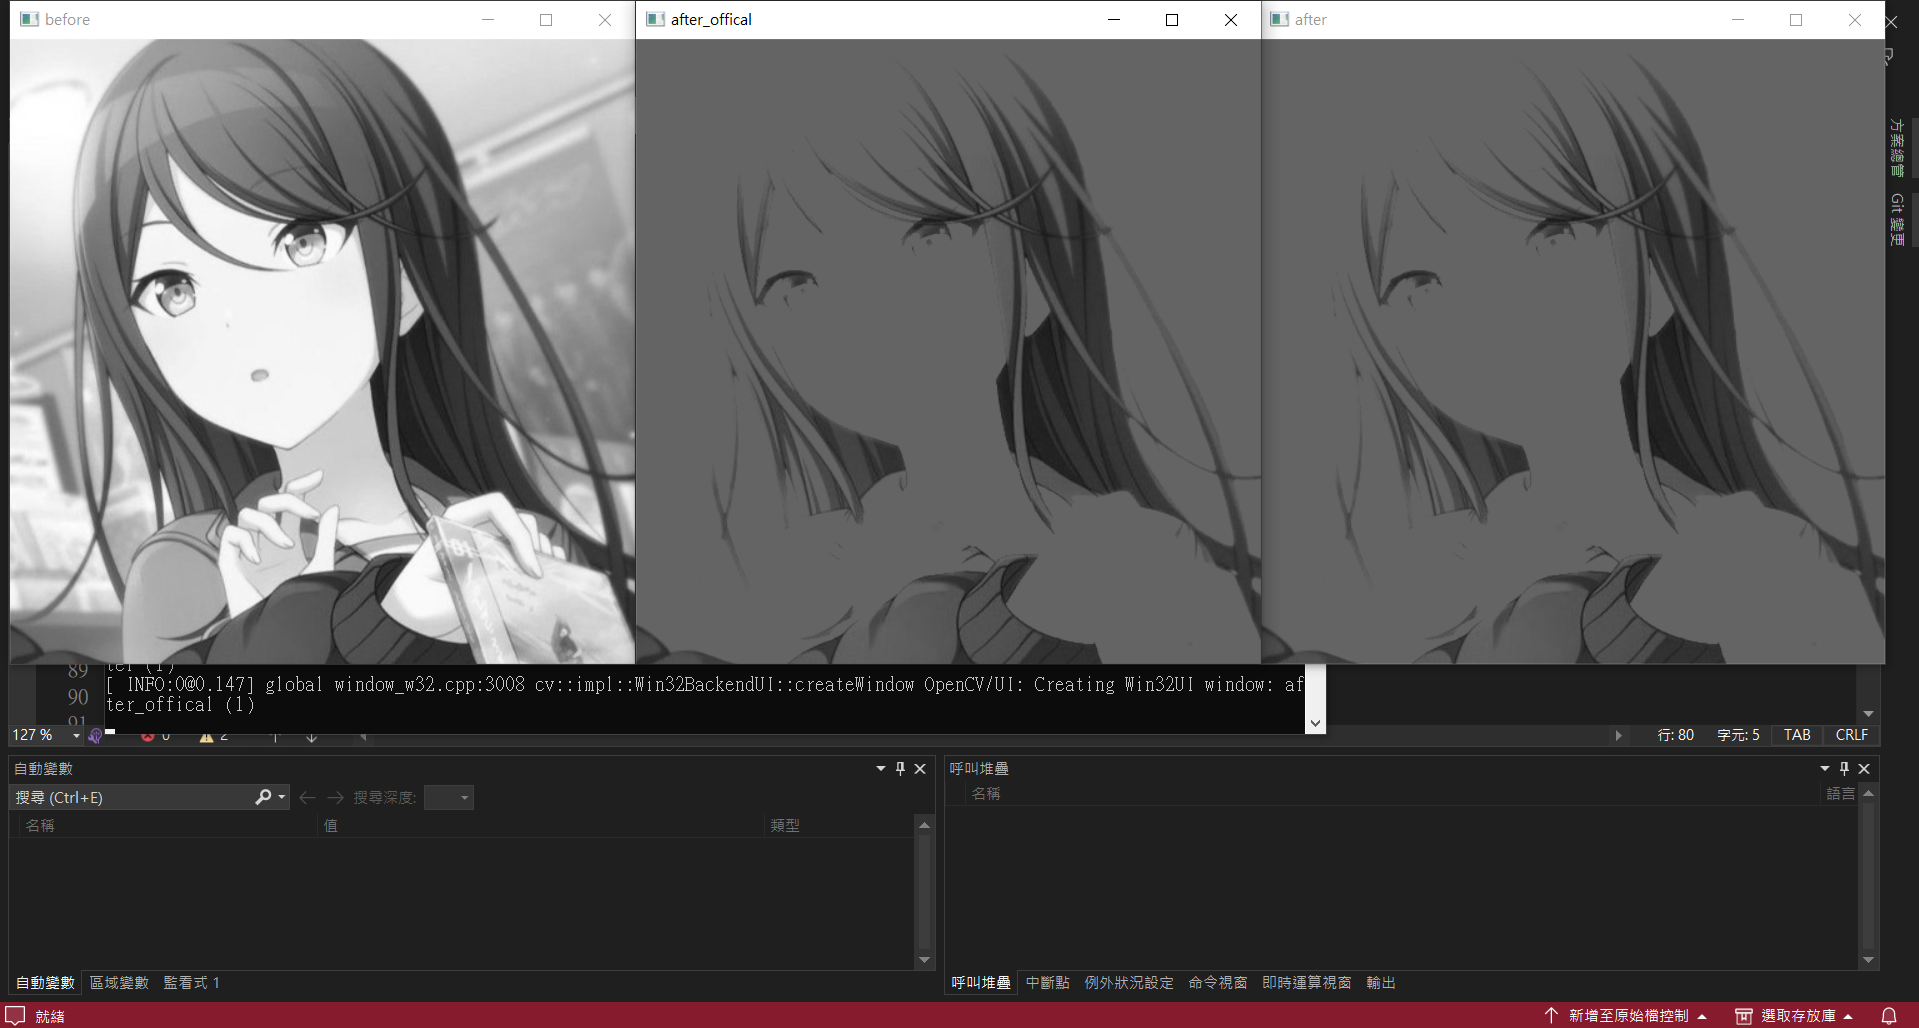 before
after_offical
after
方案總管
Git 變更
89
90
91
ter (1)
[ INFO:0@0.147] global window_w32.cpp:3008 cv::impl::Win32BackendUI::createWindow OpenCV/UI: Creating Win32UI window: af
ter_offical (1)
127 %
0
2
行: 80
字元: 5
TAB
CRLF
自動變數
搜尋 (Ctrl+E)
搜尋深度:
名稱
值
類型
自動變數
區域變數
監看式 1
呼叫堆疊
名稱
語言
呼叫堆疊
中斷點
例外狀況設定
命令視窗
即時運算視窗
輸出
就緒
新增至原始檔控制
選取存放庫